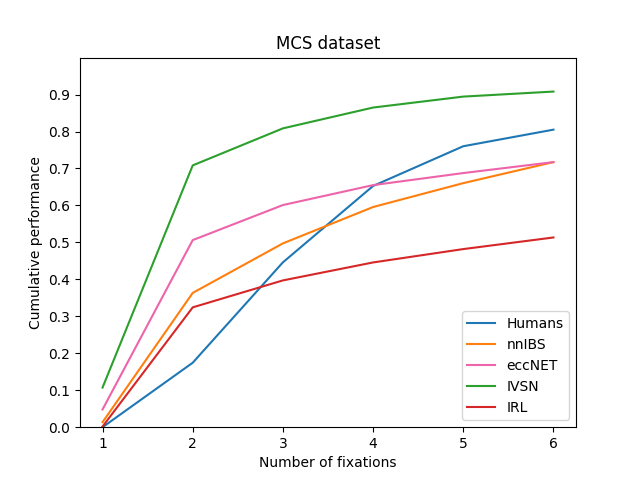 MCS dataset
Cumulative performance
0.9
0.8
0.7
0.6
0.5
0.4
0.3
0.2
0.1
0.0
1 2 3 4 5 6
Number of fixations
Humans
nnIBS
eccNET
IVSN
IRL